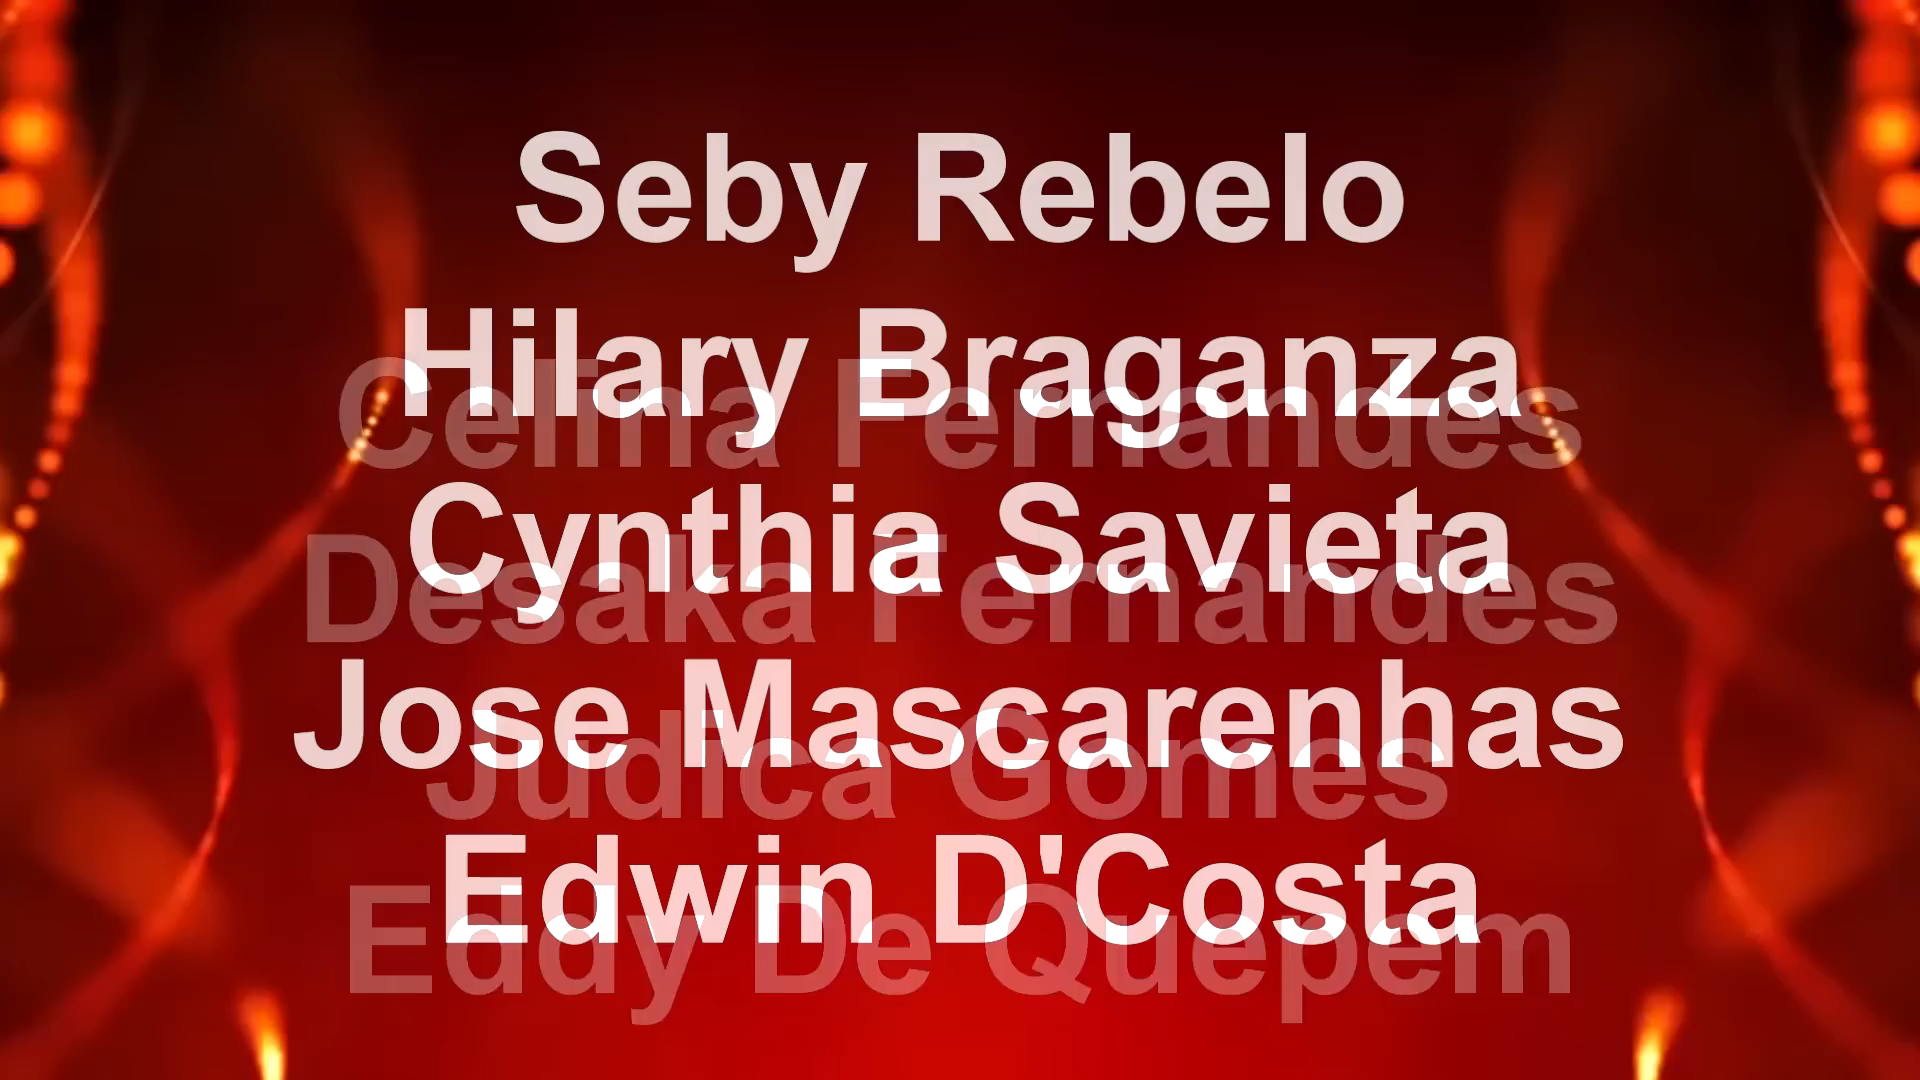 Seby Rebelo
Hilary Braganza
Celina Fernandes
Cynthia Savieta
Desaka Fernandes
Jose Mascarenhas
Judica Gomes
Edwin D'Costa
Eddy De Quepem